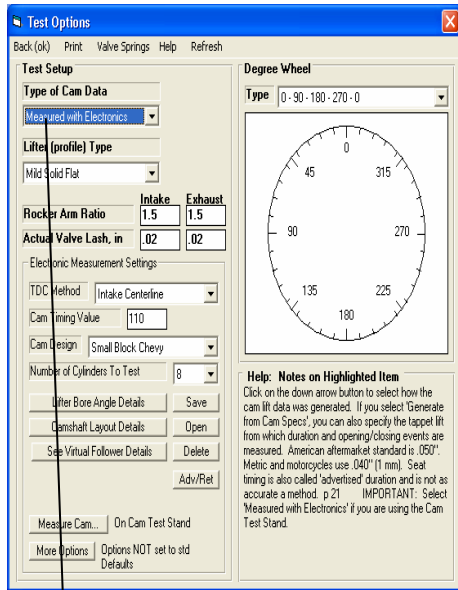 Test Options
Back (ok) Print Valve Springs Help Refresh
Test Setup
Type of Cam Data
Measured with Electronics
Lifter (profile) Type
Mild Solid Flat
Intake Exhaust
Rocker Arm Ratio 1.5 1.5
Actual Valve Lash, in .02 .02
Electronic Measurement Settings
TDC Method Intake Centerline
Cam Timing Value 110
Cam Design Small Block Chevy
Number of Cylinders To Test 8
Lifter Bore Angle Details Save
Camshaft Layout Details Open
See Virtual Follower Details Delete
Adv/Ret
Measure Cam... On Cam Test Stand
More Options Options NOT set to std
Defaults
Degree Wheel
Type 0 - 90 - 180 - 270 - 0
0
45 315
90 270
135 225
180
Help: Notes on Highlighted Item
Click on the down arrow button to select how the
cam lift data was generated. If you select 'Generate
from Cam Specs', you can also specify the tappet lift
from which duration and opening/closing events are
measured. American aftermarket standard is .050".
Metric and motorcycles use .040" (1 mm). Seat
timing is also called 'advertised' duration and is not as
accurate a method. p 21 IMPORTANT: Select
'Measured with Electronics' if you are using the Cam
Test Stand.